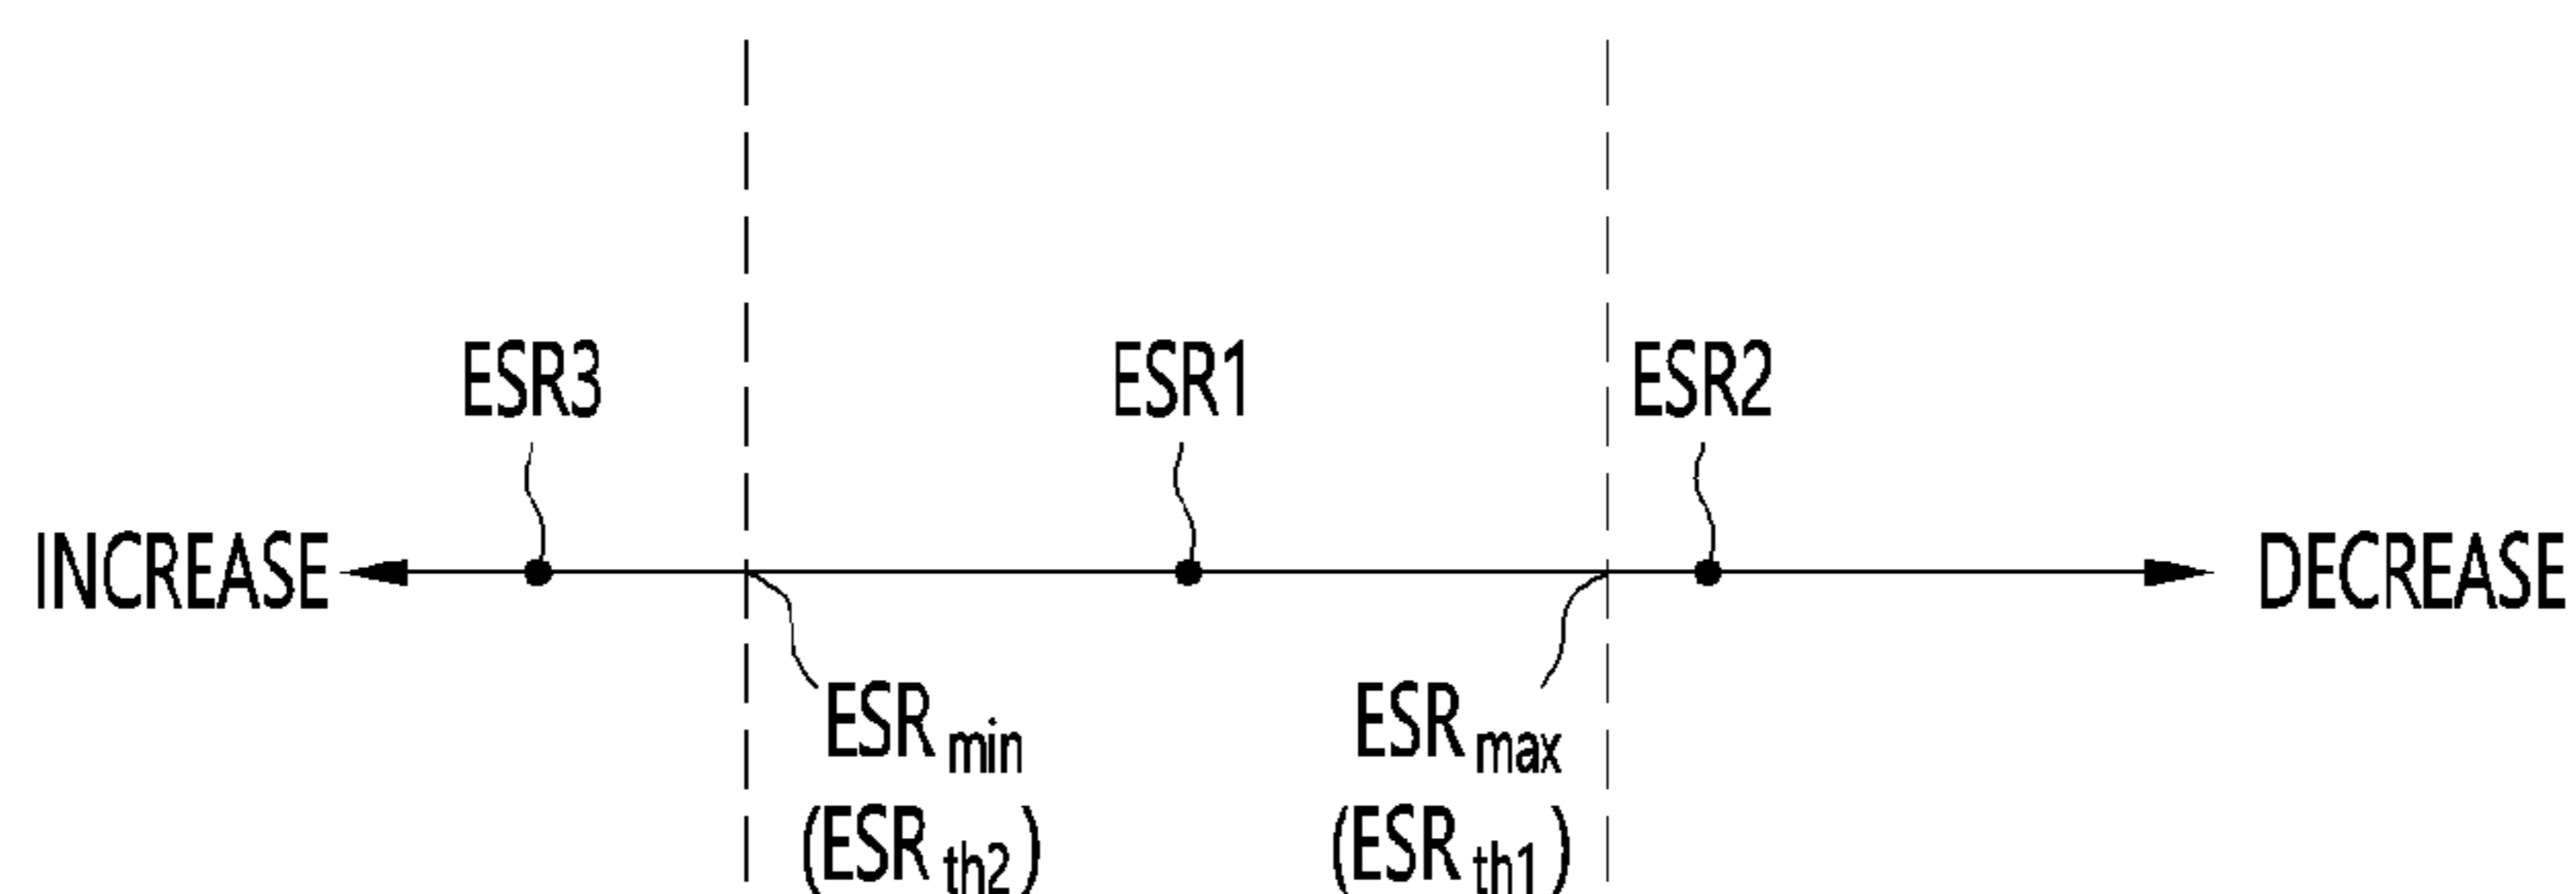 ESR3 ESR1 ESR2
INCREASE DECREASE
ESR min ESR max
(ESR th2) (ESR th1)